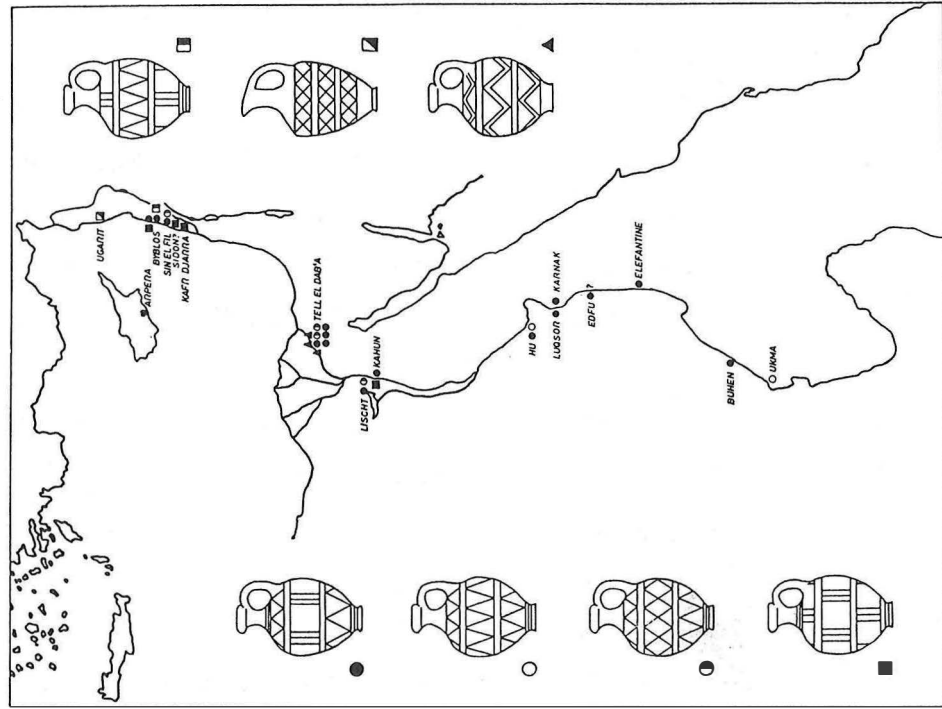 UGARIT
ARPERA
BYBLOS
SIN EL FIL
SIDON?
KAFR DJARRA
TELL EL DAB'A
LISCHT
KAHUN
HU
LUQSOR
KARNAK
EDFU ?
ELEFANTINE
BUHEN
UKMA